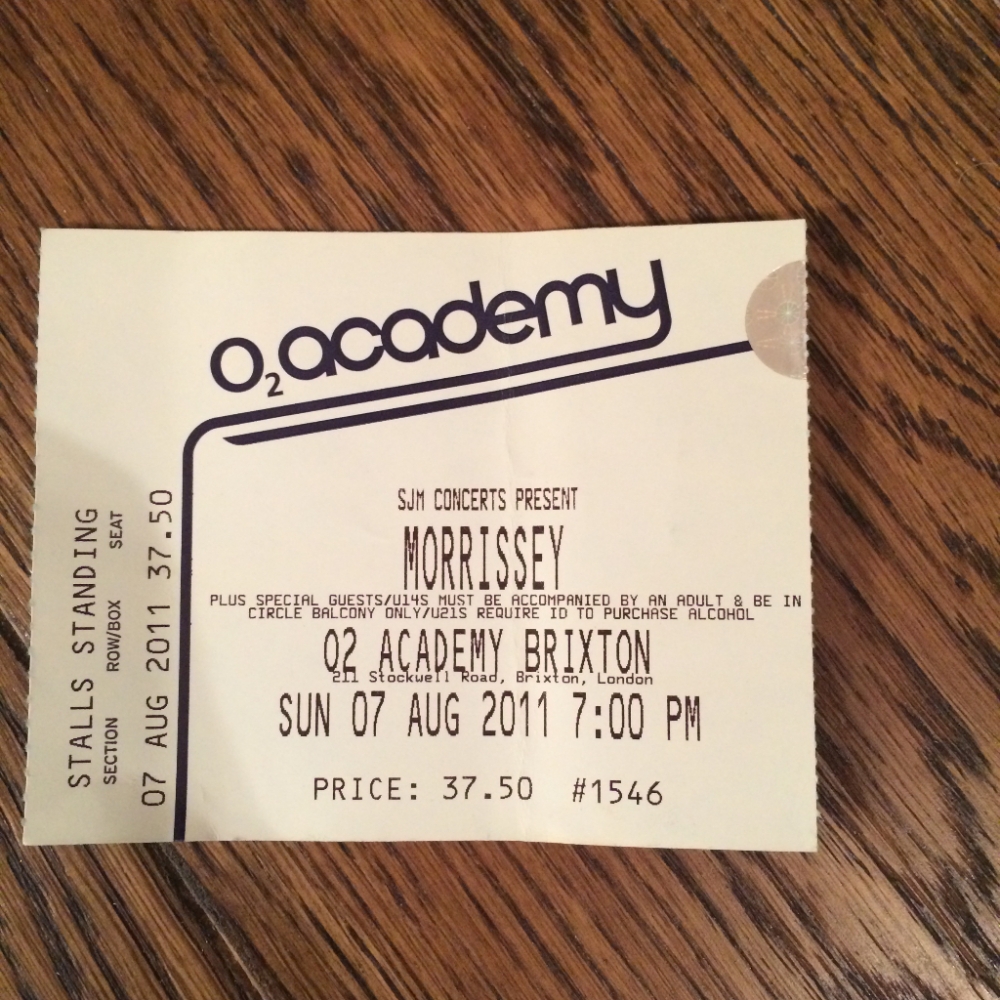 O2 academy
SJM CONCERTS PRESENT
MORRISSEY
PLUS SPECIAL GUESTS/U14S MUST BE ACCOMPANIED BY AN ADULT & BE IN
CIRCLE BALCONY ONLY/U21S REQUIRE ID TO PURCHASE ALCOHOL
O2 ACADEMY BRIXTON
211 Stockwell Road, Brixton, London
SUN 07 AUG 2011 7:00 PM
PRICE: 37.50 #1546
STALLS STANDING
SECTION ROW/BOX SEAT
07 AUG 2011 37.50